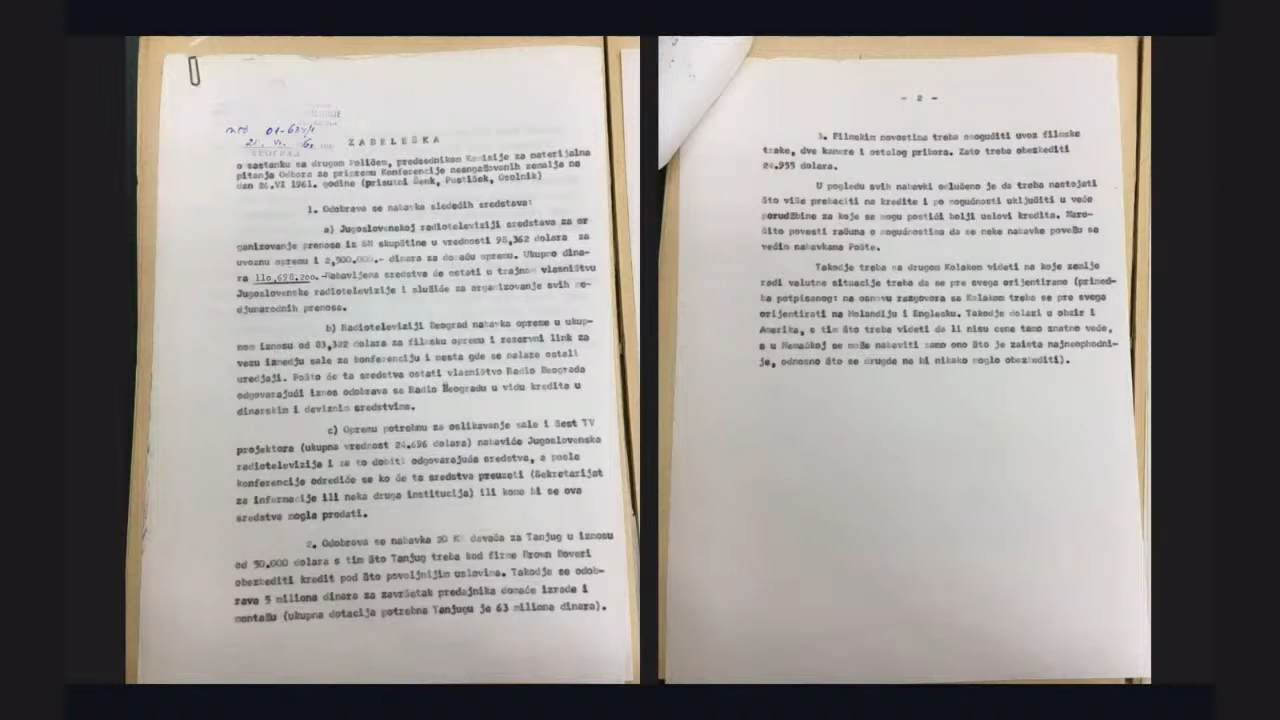 01-634/1
BEOGRAD
ZABELEŠKA
o sastanku sa drugom Poličem, predsednikom Komisije za materijalna
pitanja Odbora za pripremu Konferencije neangažovanih zemalja na
dan 26.VI 1961. godine (prisutni Šenk, Pustišek, Osolnik)
1. Odobrava se nabavka sledećih sredstava:
a) Jugoslovenskoj radioteleviziji sredstava za or
ganizovanje prenosa iz SN skupštine u vrednosti 98,362 dolara za
uvoznu opremu i 2,500.000.- dinara za domaću opremu. Ukupno dina-
ra 110,698.200.- Nabavljena sredstva će ostati u trajnom vlasništvu
Jugoslovenske radiotelevizije i služiće za organizovanje svih me-
djunarodnih prenosa.
b) Radioteleviziji Beograd nabavka opreme u ukup-
nom iznosu od 83,322 dolara za filmsku opremu i rezervni link za
vezu izmedju sale za konferenciju i mesta gde se nalaze ostali
uredjaji. Pošto će ta sredstva ostati vlasništvo Radio Beograda
odgovarajući iznos odobrava se Radio Beogradu u vidu kredita u
dinarskim i deviznim sredstvima.
c) Opremu potrebnu za oslikavanje sale i šest TV
projektora (ukupna vrednost 24.696 dolara) nabaviće Jugoslovenska
radiotelevizija i za to dobiti odgovarajuća sredstva, a posle
konferencije odrediće se ko će ta sredstva preuzeti (Sekretarijat
za informacije ili neka druga institucija) ili kome bi se ova
sredstva mogla prodati.
2. Odobrava se nabavka 20 devada za Tanjug u iznosu
od 50,000 dolara s tim što Tanjug treba kod firme Brown Boveri
obezbediti kredit pod što povoljnijim uslovima. Takodje se odob-
rava 5 miliona dinara za završetak predajnika domaće izrade i
montažu (ukupna dotacija potrebna Tanjugu je 63 miliona dinara).
- 2 -
3. Filmskim novostima treba omogućiti uvoz filmske
trake, dve kamere i ostalog pribora. Zato treba obezbediti
24.955 dolara.
U pogledu svih nabavki odlučeno je da treba nastojati
što više prebaciti na kredite i po mogućnosti uključiti u veće
porudžbine za koje se mogu postići bolji uslovi kredita. Naro-
čito povesti računa o mogućnostima da se neke nabavke povežu sa
većim nabavkama Pošte.
Takodje treba sa drugom Kolakom videti na koje zemlje
radi valutne situacije treba da se pre svega orijentiramo (primed-
ba potpisanog: na osnovu razgovora sa Kolakom treba se pre svega
orijentirati na Holandiju i Englesku. Takodje dolazi u obzir i
Amerika, s tim što treba videti da li nisu cene tamo znatno veće,
a u Nemačkoj se može nabaviti samo ono što je zaista najneophodni-
je, odnosno što se drugde ne bi nikako moglo obezbediti).